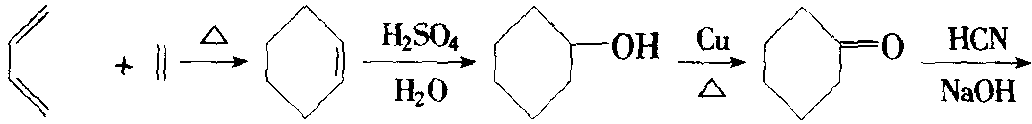 + △ H₂SO₄ H₂O OH Cu △ O HCN NaOH